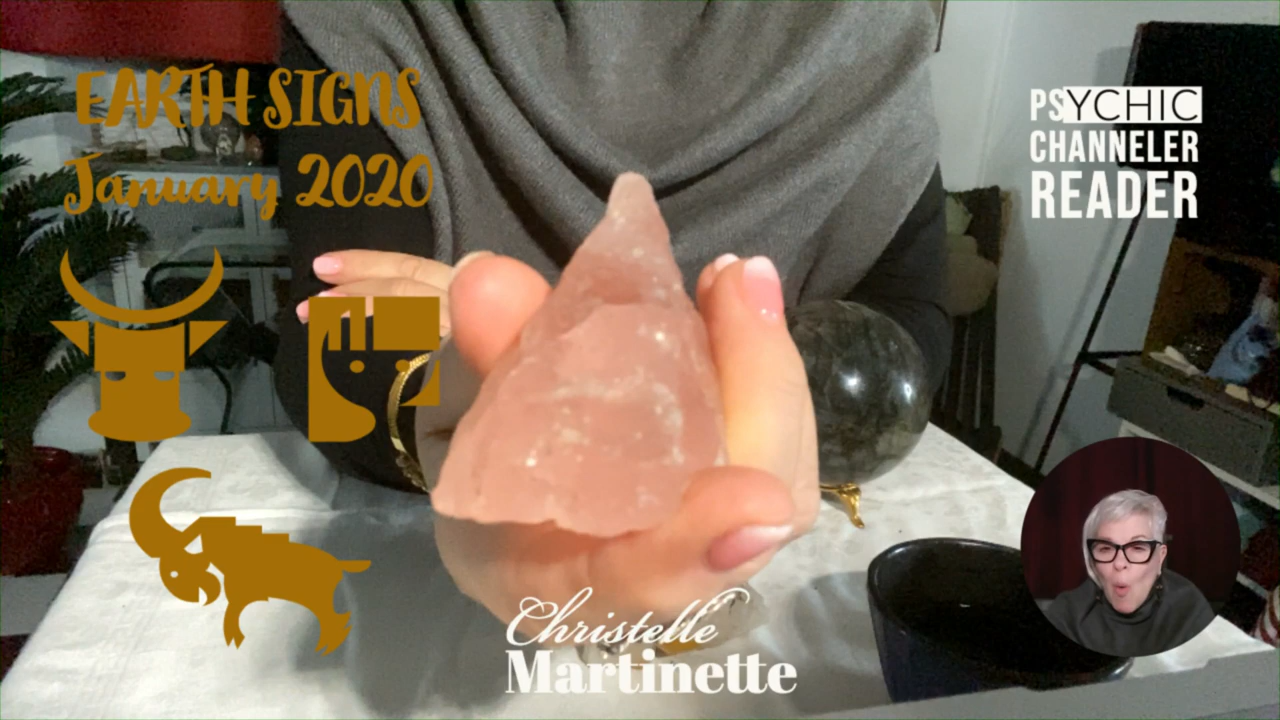 EARTH SIGNS
January 2020
PSYCHIC
CHANNELER
READER
Christelle
Martinette